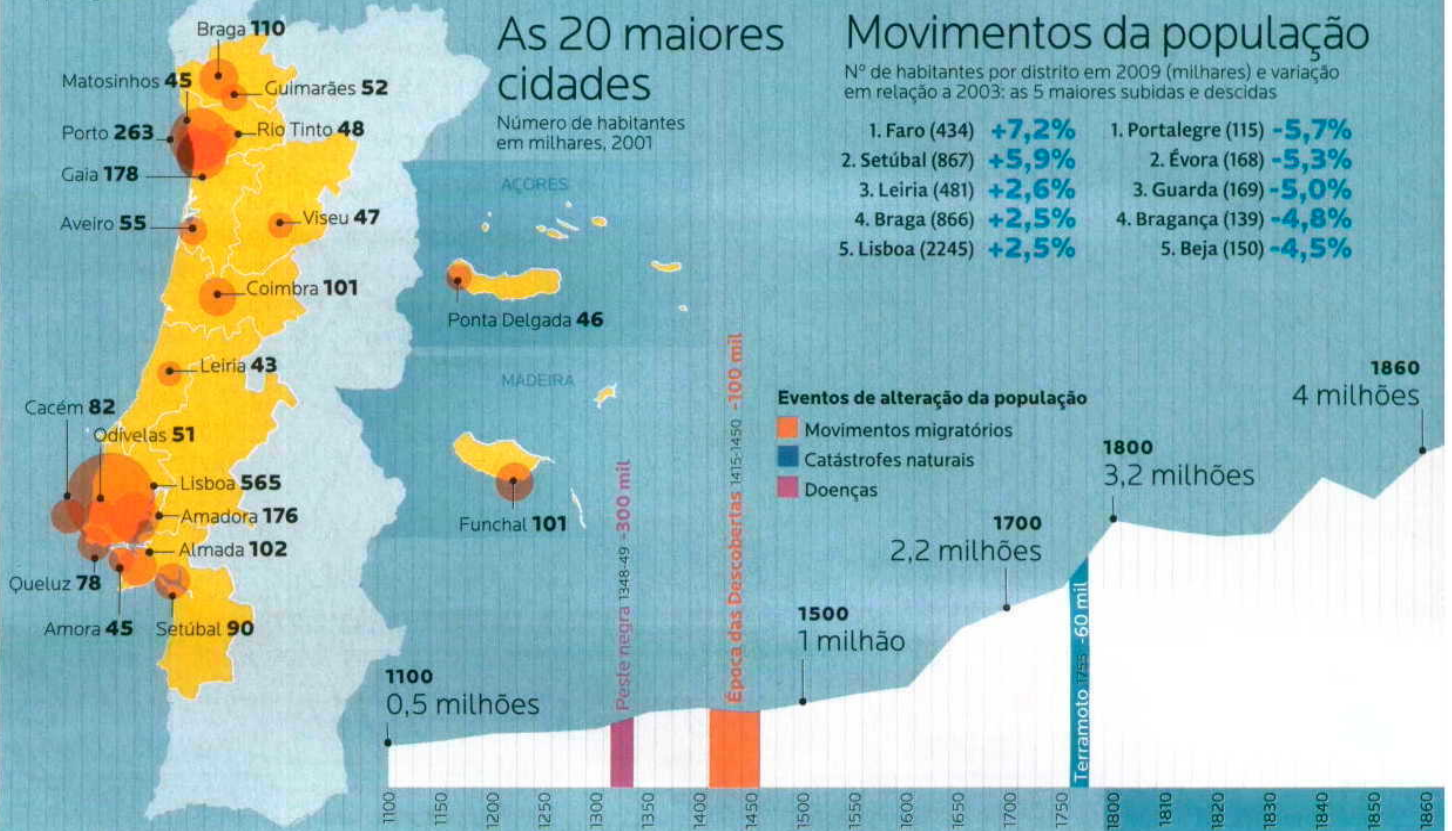 As 20 maiores
cidades
Número de habitantes
em milhares, 2001
Braga 110
Matosinhos 45
Guimarães 52
Porto 263
Rio Tinto 48
Gaia 178
Aveiro 55
Viseu 47
Coimbra 101
Leiria 43
Cacém 82
Odivelas 51
Lisboa 565
Amadora 176
Almada 102
Queluz 78
Amora 45
Setúbal 90
AÇORES
Ponta Delgada 46
MADEIRA
Funchal 101
Movimentos da população
Nº de habitantes por distrito em 2009 (milhares) e variação
em relação a 2003: as 5 maiores subidas e descidas
1. Faro (434) +7,2%
2. Setúbal (867) +5,9%
3. Leiria (481) +2,6%
4. Braga (866) +2,5%
5. Lisboa (2245) +2,5%
1. Portalegre (115) -5,7%
2. Évora (168) -5,3%
3. Guarda (169) -5,0%
4. Bragança (139) -4,8%
5. Beja (150) -4,5%
Eventos de alteração da população
Movimentos migratórios
Catástrofes naturais
Doenças
1100
0,5 milhões
Peste negra 1348-49 -300 mil
Época das Descobertas 1415-1450 -100 mil
1500
1 milhão
1700
2,2 milhões
Terramoto 1755 -60 mil
1800
3,2 milhões
1860
4 milhões
1100
1150
1200
1250
1300
1350
1400
1450
1500
1550
1600
1650
1700
1750
1800
1810
1820
1830
1840
1850
1860